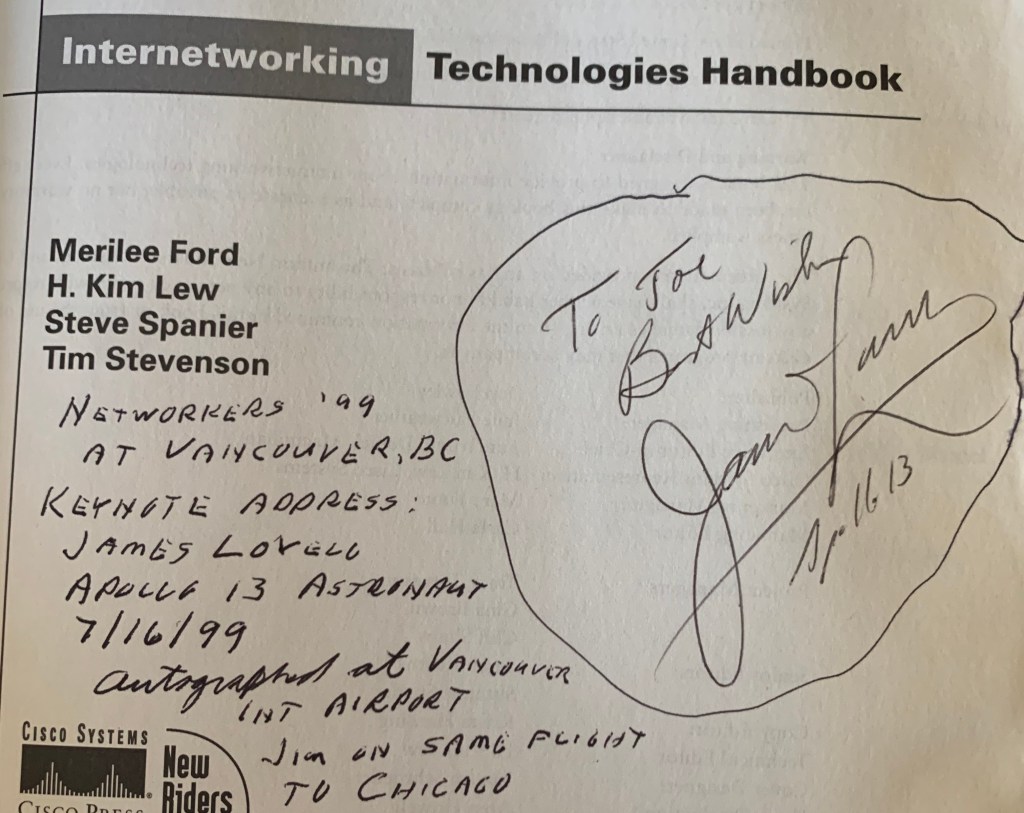 Internetworking Technologies Handbook
Merilee Ford
H. Kim Lew
Steve Spanier
Tim Stevenson
NETWORKERS '99
AT VANCOUVER, BC
KEYNOTE ADDRESS:
JAMES LOVELL
APOLLO 13 ASTRONAUT
7/16/99
autographed at VANCOUVER
INT AIRPORT
JIM ON SAME FLIGHT
TO CHICAGO
To Joe
Best Wishes
James Lovell
Apollo 13
CISCO SYSTEMS
CISCO PRESS
New
Riders